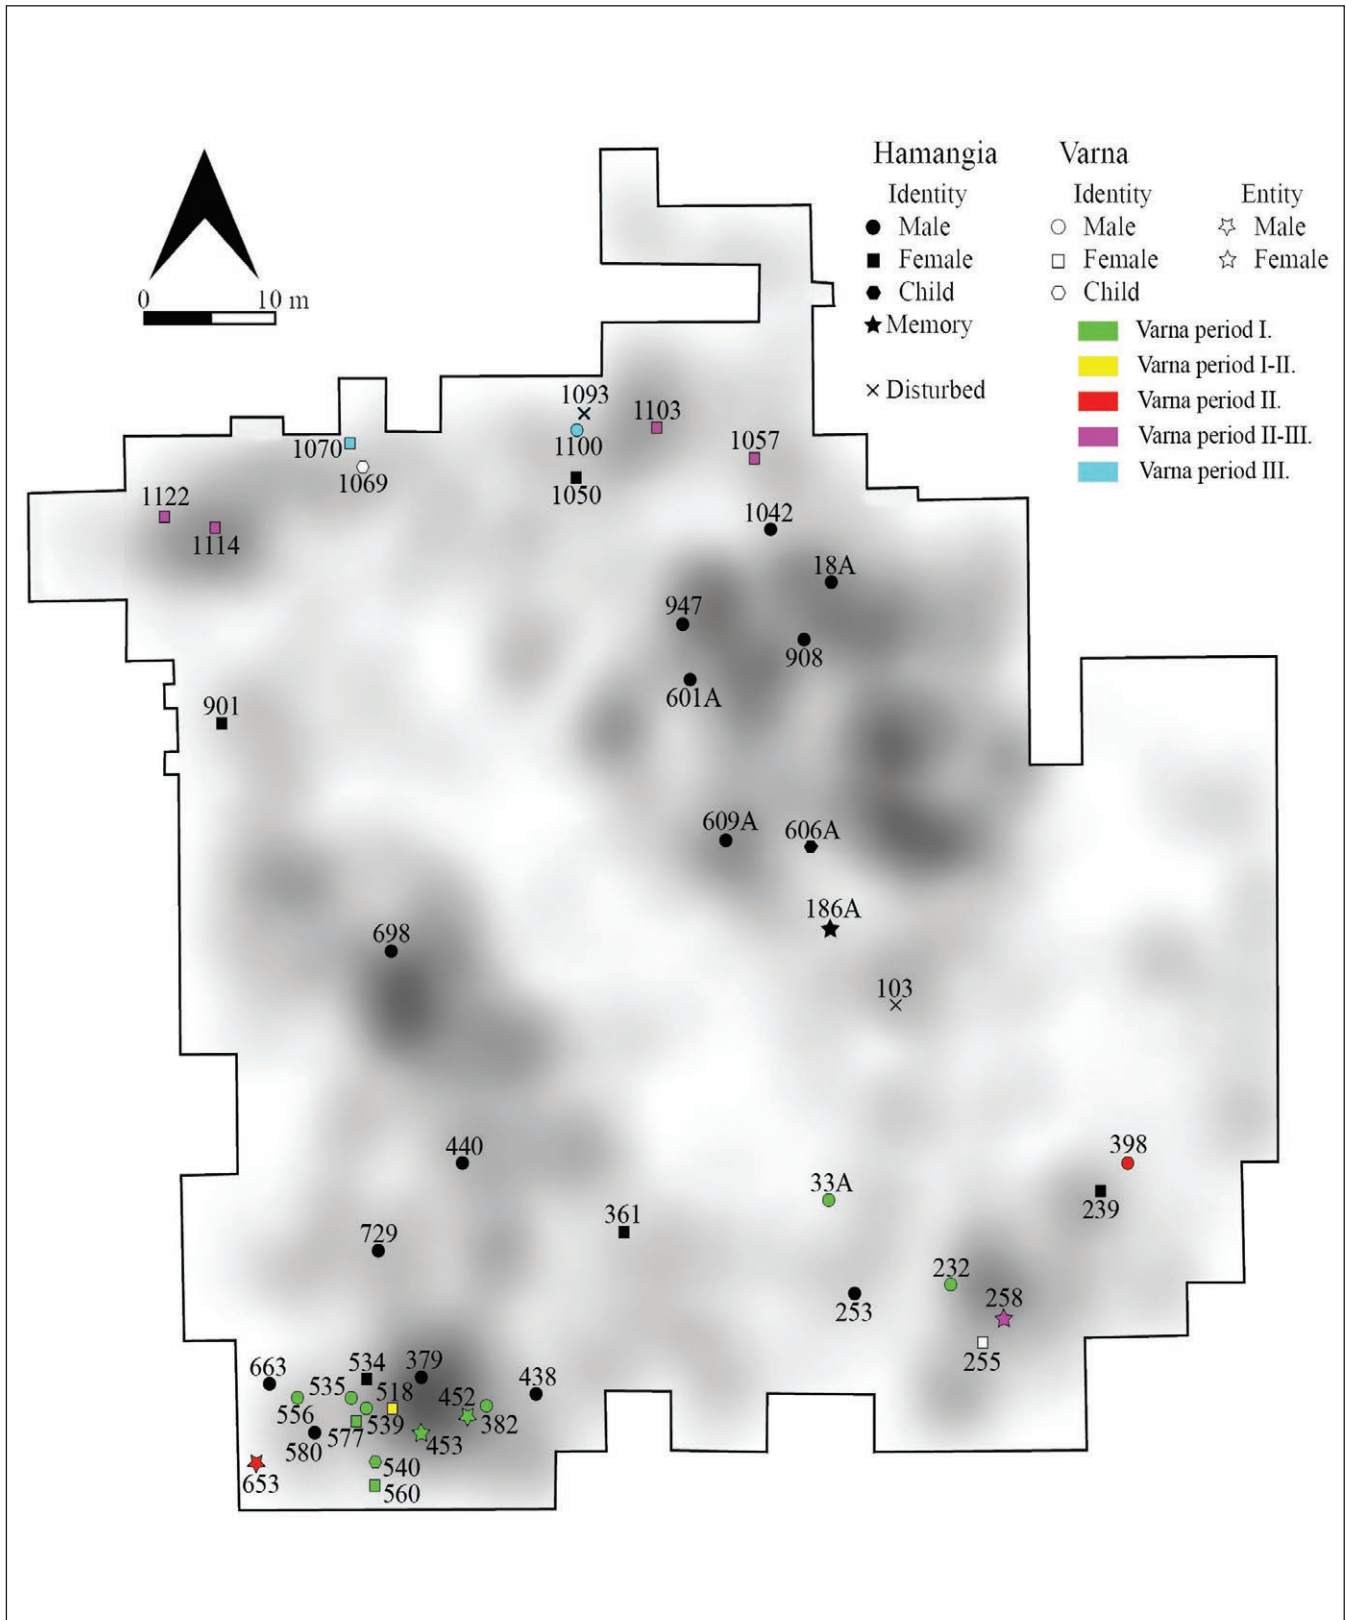 Hamangia Varna
Identity Identity Entity
Male Male Male
Female Female Female
Child Child
Memory
Varna period I.
Varna period I-II.
Disturbed
Varna period II.
Varna period II-III.
Varna period III.
0 10 m
1093
1103
1070
1100
1057
1069
1050
1122
1042
1114
18A
947
908
601A
901
609A
606A
186A
698
103
440
398
33A
361
239
729
232
253
258
255
663
534
379
438
535
518
452
556
539
382
577
453
580
540
653
560